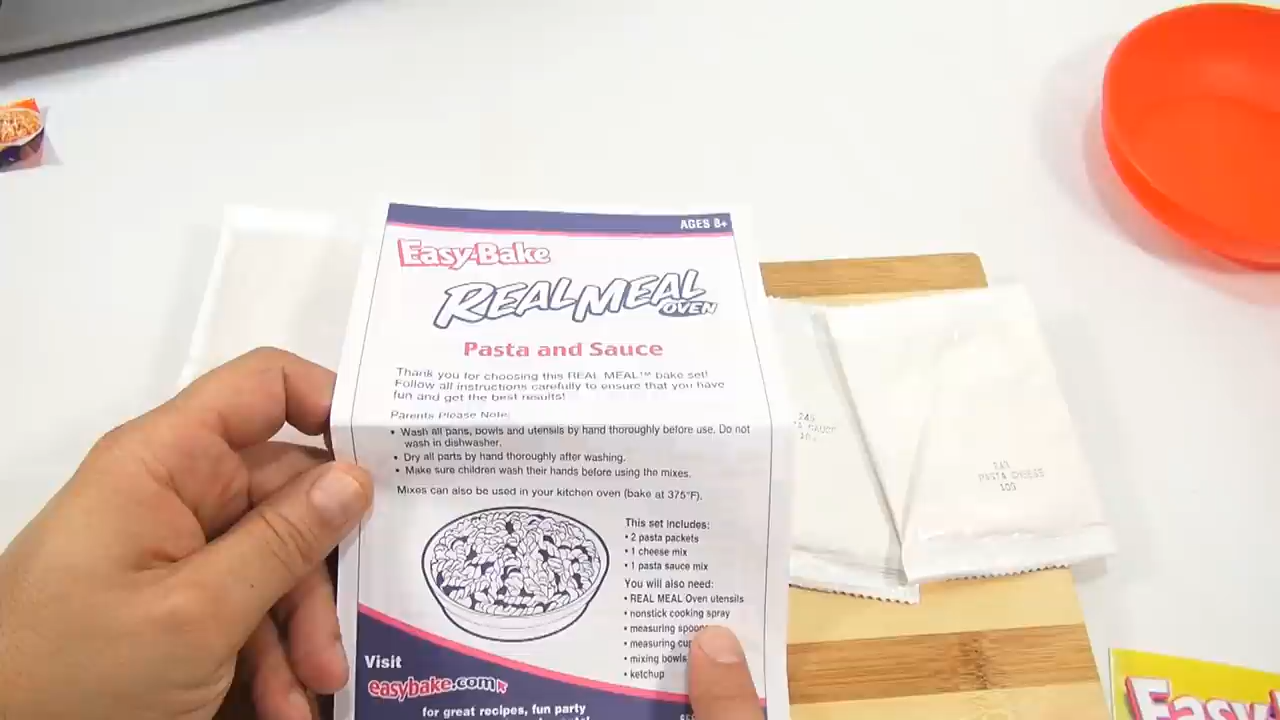 AGES 8+
Easy-Bake
REAL MEAL
OVEN
Pasta and Sauce
Thank you for choosing this REAL MEAL™ bake set!
Follow all instructions carefully to ensure that you have
fun and get the best results!
Parents Please Note:
• Wash all pans, bowls and utensils by hand thoroughly before use. Do not
wash in dishwasher.
• Dry all parts by hand thoroughly after washing.
• Make sure children wash their hands before using the mixes.
Mixes can also be used in your kitchen oven (bake at 375°F).
This set includes:
• 2 pasta packets
• 1 cheese mix
• 1 pasta sauce mix
You will also need:
• REAL MEAL Oven utensils
• nonstick cooking spray
• measuring
• measuring
• mixing bowls
• ketchup
Visit
easybake.com
for great recipes, fun party
SAUCE
PASTA CHEESE